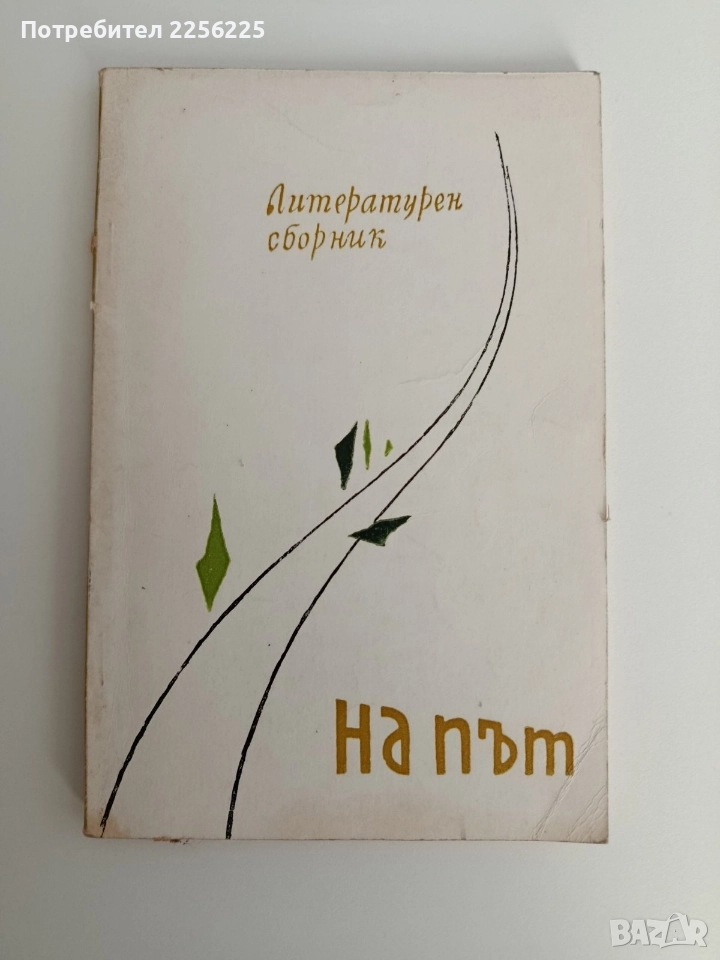 Потребител 2256225
Литературен
сборник
на път
BAZAR